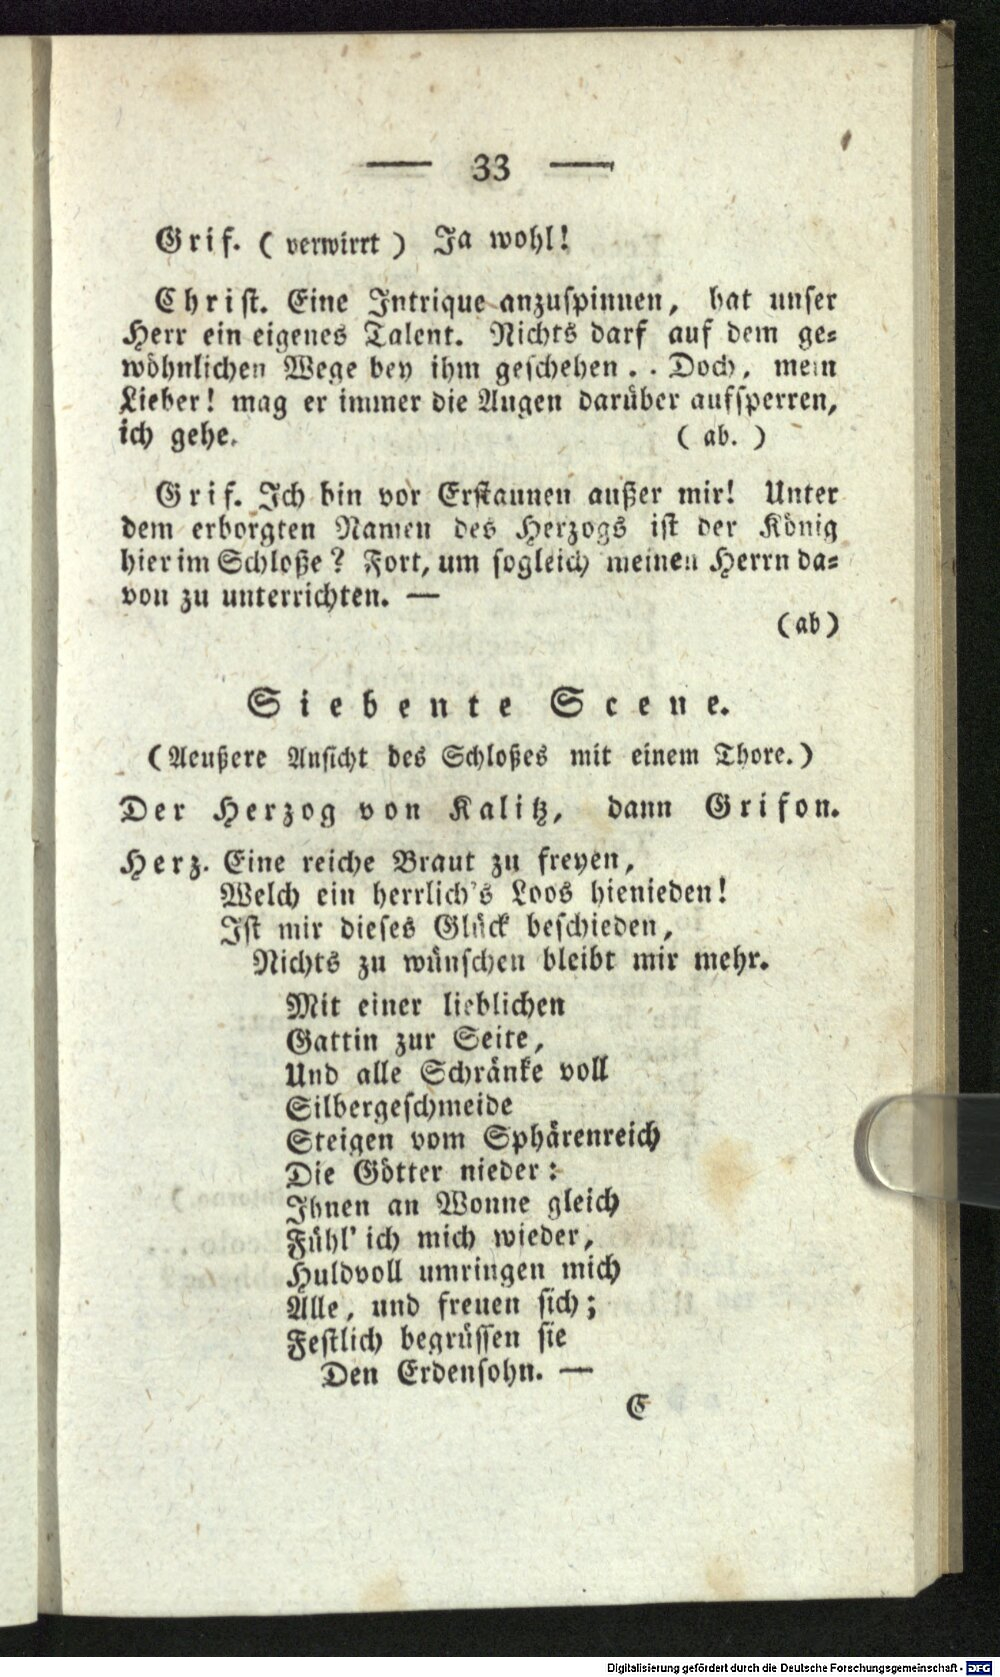 — 33 —
Grif. (verwirrt) Ja wohl!
Christ. Eine Intrique anzuspinnen, hat unser
Herr ein eigenes Talent. Nichts darf auf dem ge-
wöhnlichen Wege bey ihm geschehen . . Doch, mein
Lieber! mag er immer die Augen darüber aufsperren,
ich gehe. (ab.)
Grif. Ich bin vor Erstaunen außer mir! Unter
dem erborgten Namen des Herzogs ist der König
hier im Schloße? Fort, um sogleich meinen Herrn da-
von zu unterrichten. —
(ab)
Siebente Scene.
(Aeußere Ansicht des Schloßes mit einem Thore.)
Der Herzog von Kalitz, dann Grifon.
Herz. Eine reiche Braut zu freyen,
Welch ein herrlich's Loos hienieden!
Ist mir dieses Glück beschieden,
Nichts zu wünschen bleibt mir mehr.
Mit einer lieblichen
Gattin zur Seite,
Und alle Schränke voll
Silbergeschmeide
Steigen vom Sphärenreich
Die Götter nieder:
Ihnen an Wonne gleich
Fühl' ich mich wieder,
Huldvoll umringen mich
Alle, und freuen sich;
Festlich begrüssen sie
Den Erdensohn. —
E
Digitalisierung gefördert durch die Deutsche Forschungsgemeinschaft - DFG